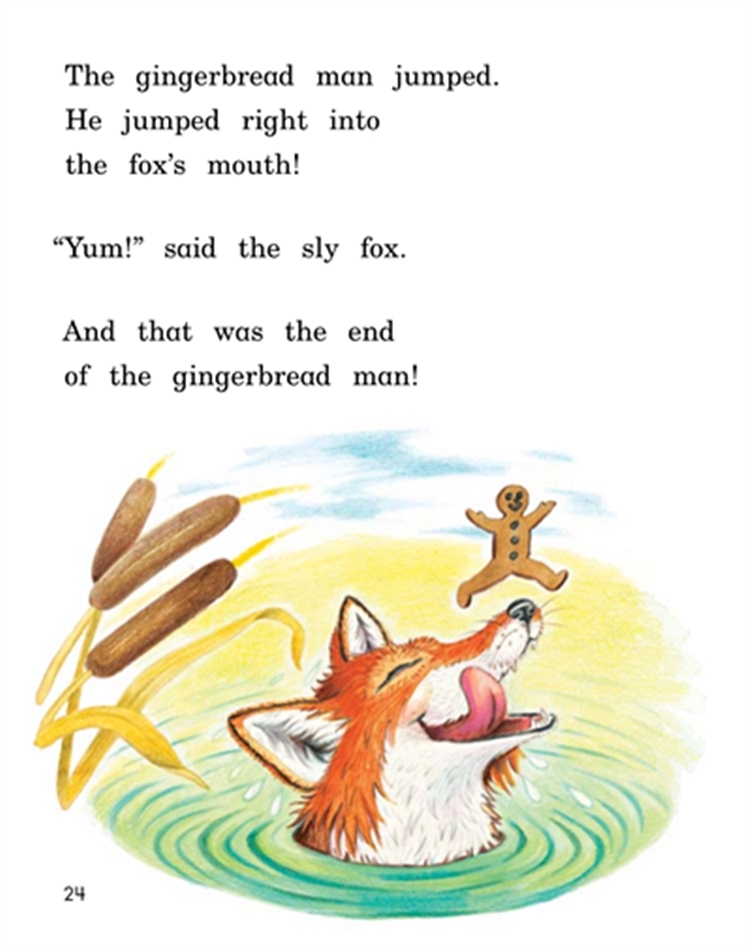 The gingerbread man jumped.
He jumped right into
the fox's mouth!
“Yum!” said the sly fox.
And that was the end
of the gingerbread man!
24